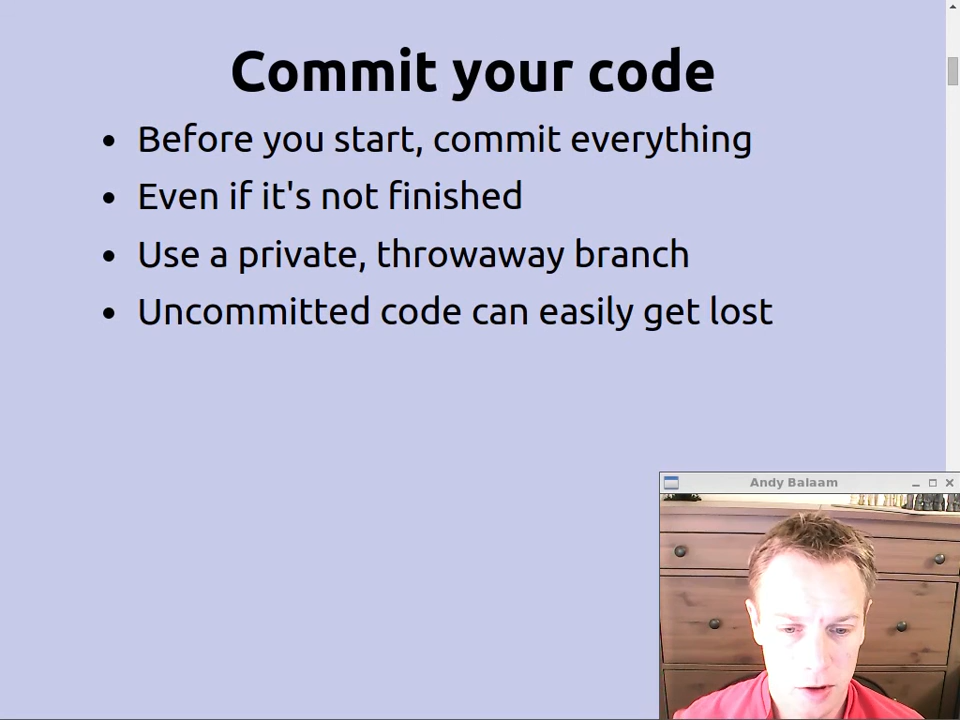 Commit your code
Before you start, commit everything
Even if it's not finished
Use a private, throwaway branch
Uncommitted code can easily get lost
Andy Balaam